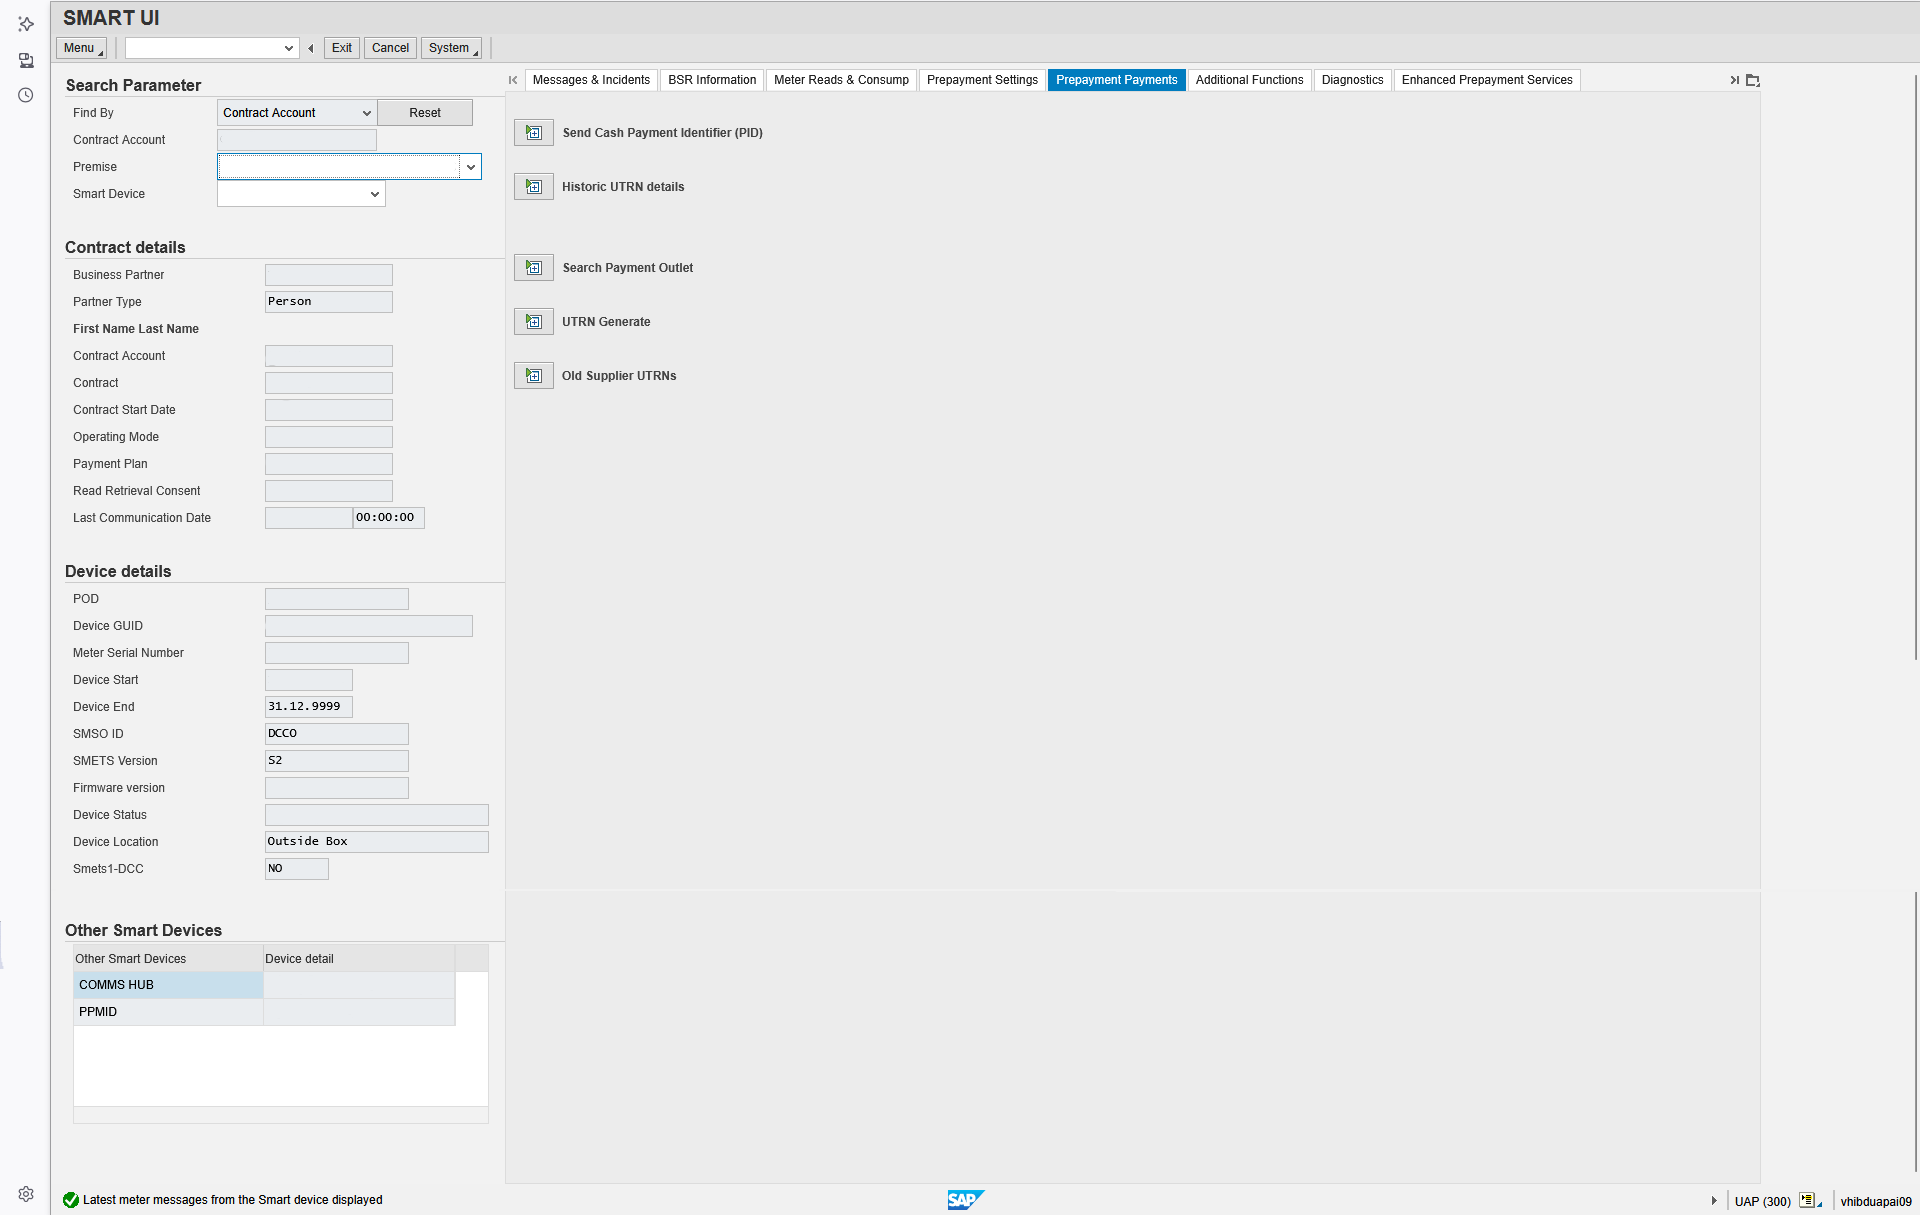 SMART UI
Menu
Exit
Cancel
System
Search Parameter
Find By
Contract Account
Reset
Contract Account
Premise
Smart Device
Contract details
Business Partner
Partner Type
Person
First Name Last Name
Contract Account
Contract
Contract Start Date
Operating Mode
Payment Plan
Read Retrieval Consent
Last Communication Date
00:00:00
Device details
POD
Device GUID
Meter Serial Number
Device Start
Device End
31.12.9999
SMSO ID
DCCO
SMETS Version
S2
Firmware version
Device Status
Device Location
Outside Box
Smets1-DCC
NO
Other Smart Devices
Other Smart Devices
Device detail
COMMS HUB
PPMID
Messages & Incidents
BSR Information
Meter Reads & Consump
Prepayment Settings
Prepayment Payments
Additional Functions
Diagnostics
Enhanced Prepayment Services
Send Cash Payment Identifier (PID)
Historic UTRN details
Search Payment Outlet
UTRN Generate
Old Supplier UTRNs
Latest meter messages from the Smart device displayed
SAP
UAP (300)
vhibduapai09